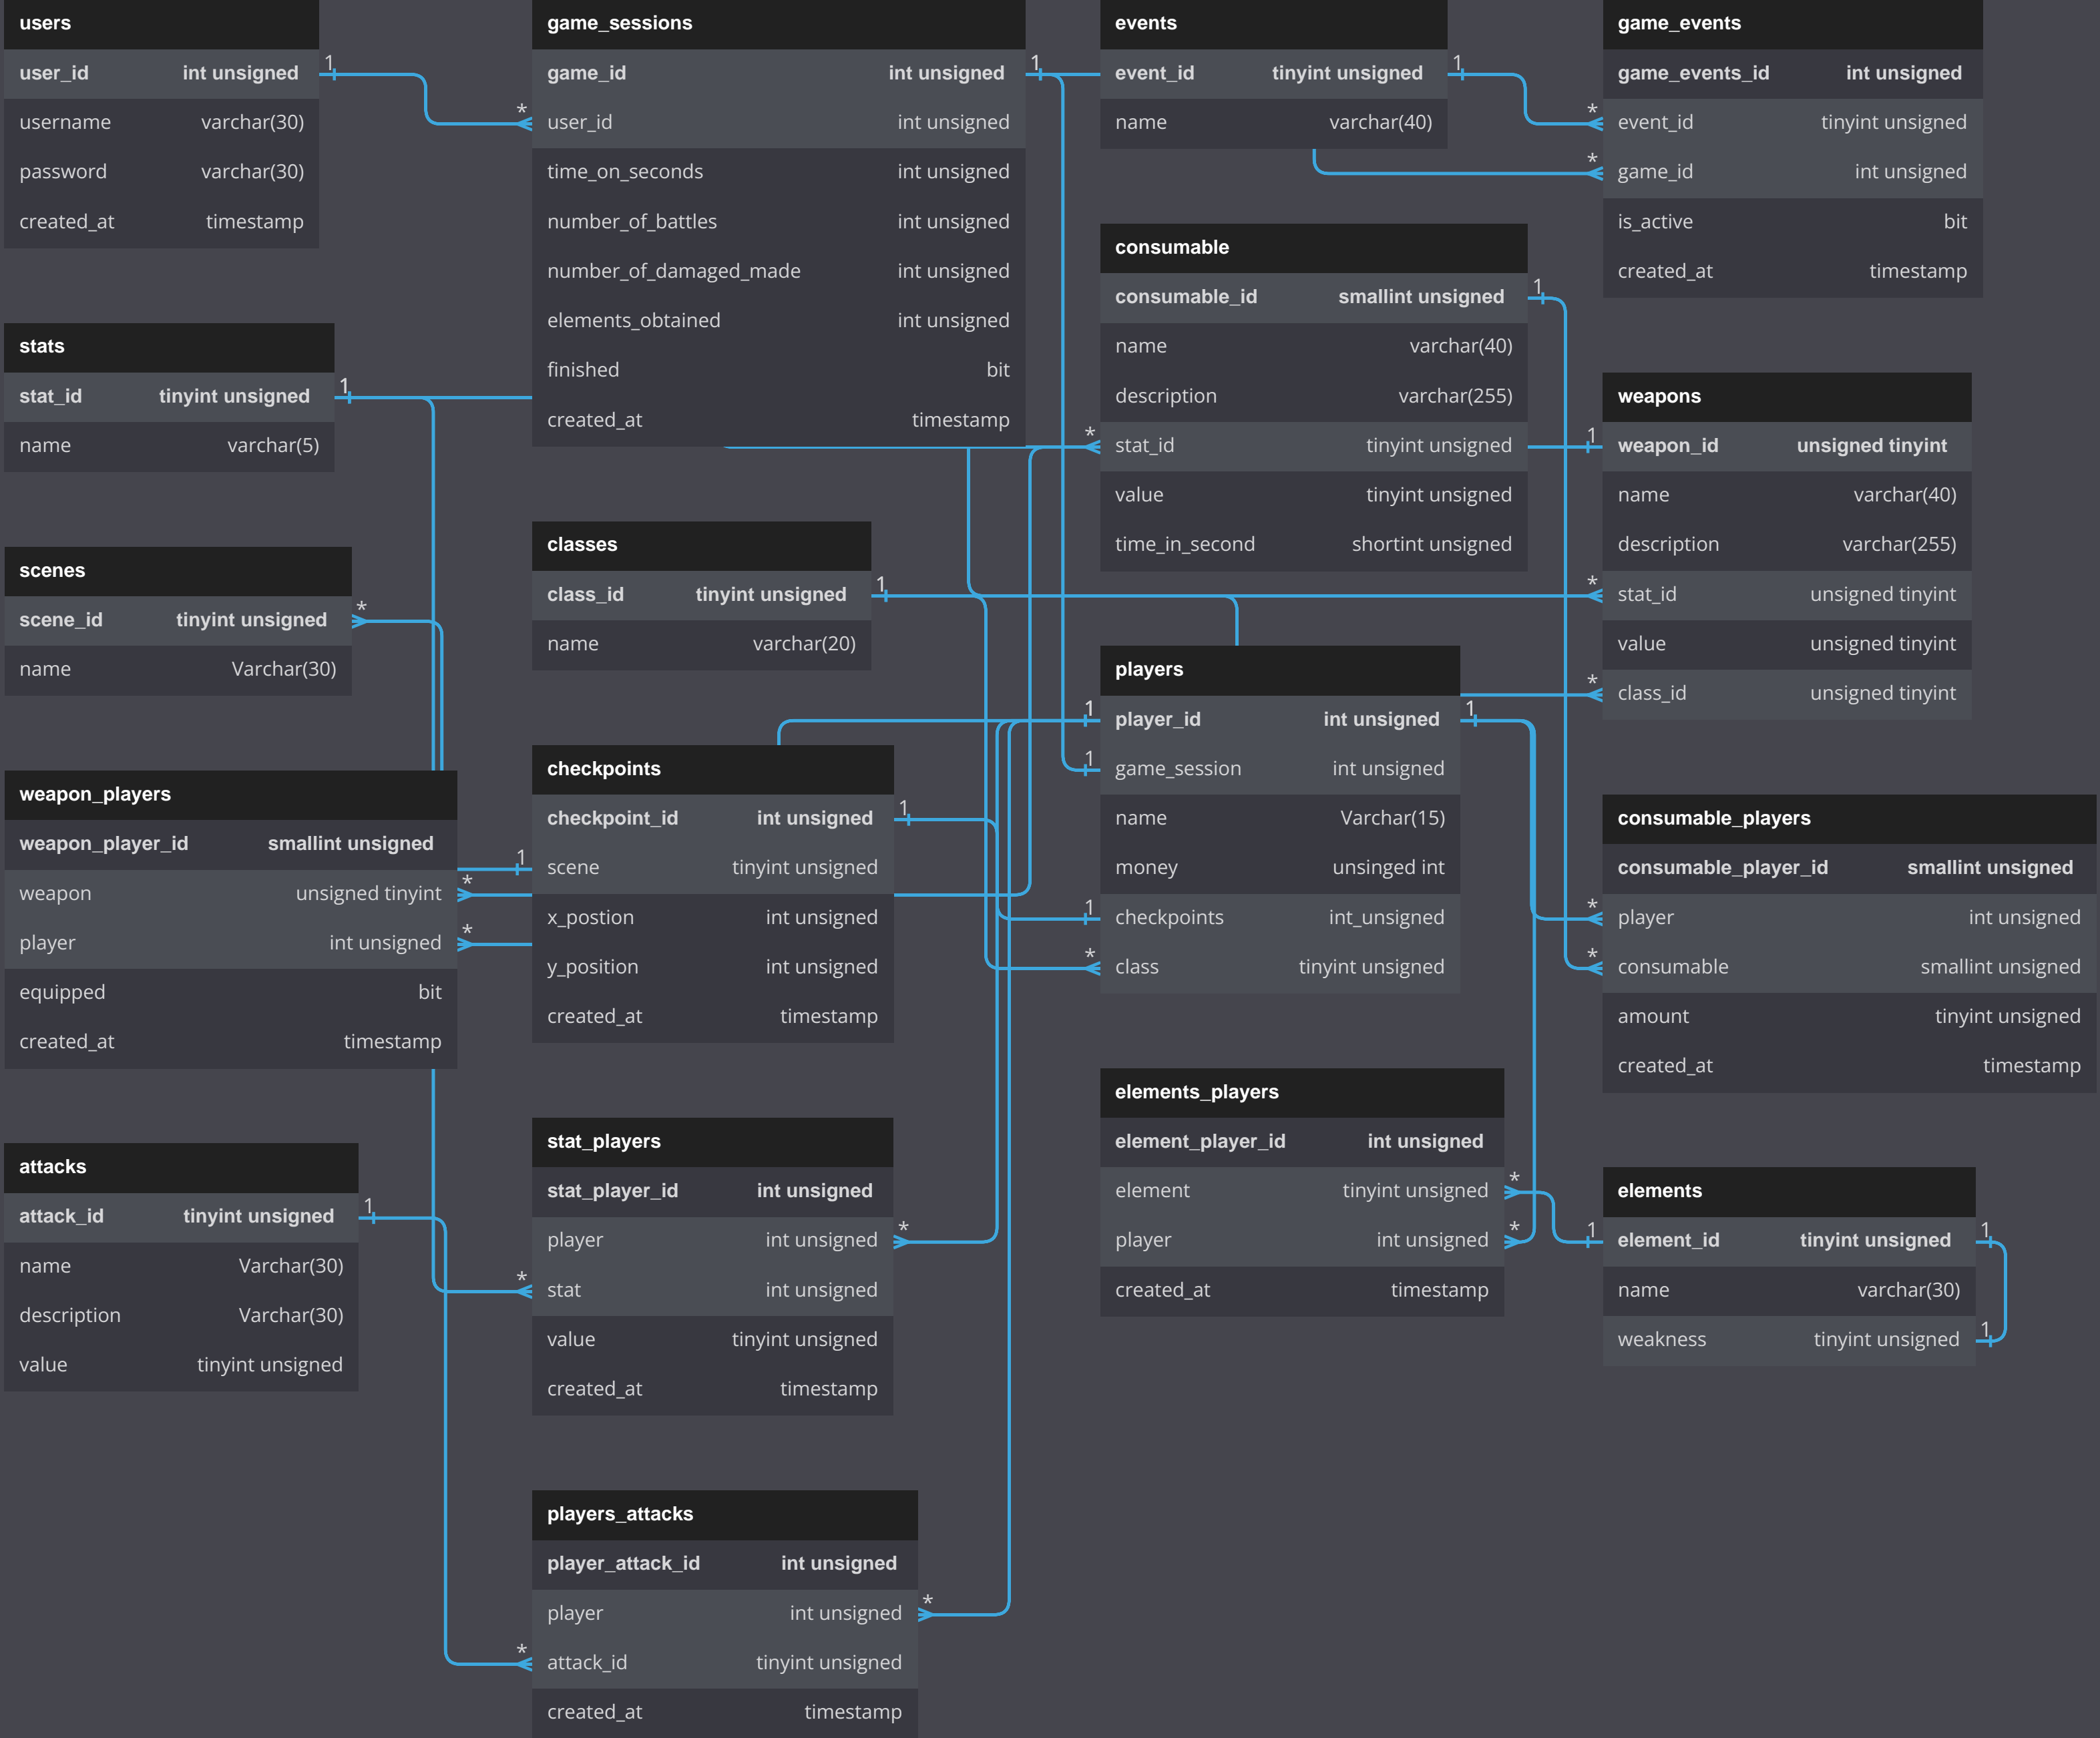 users
user_id int unsigned
username varchar(30)
password varchar(30)
created_at timestamp
game_sessions
game_id int unsigned
user_id int unsigned
time_on_seconds int unsigned
number_of_battles int unsigned
number_of_damaged_made int unsigned
elements_obtained int unsigned
finished bit
created_at timestamp
events
event_id tinyint unsigned
name varchar(40)
game_events
game_events_id int unsigned
event_id tinyint unsigned
game_id int unsigned
is_active bit
created_at timestamp
stats
stat_id tinyint unsigned
name varchar(5)
consumable
consumable_id smallint unsigned
name varchar(40)
description varchar(255)
stat_id tinyint unsigned
value tinyint unsigned
time_in_second shortint unsigned
weapons
weapon_id unsigned tinyint
name varchar(40)
description varchar(255)
stat_id unsigned tinyint
value unsigned tinyint
class_id unsigned tinyint
scenes
scene_id tinyint unsigned
name Varchar(30)
classes
class_id tinyint unsigned
name varchar(20)
players
player_id int unsigned
game_session int unsigned
name Varchar(15)
money unsinged int
checkpoints int_unsigned
class tinyint unsigned
weapon_players
weapon_player_id smallint unsigned
weapon unsigned tinyint
player int unsigned
equipped bit
created_at timestamp
checkpoints
checkpoint_id int unsigned
scene tinyint unsigned
x_postion int unsigned
y_position int unsigned
created_at timestamp
consumable_players
consumable_player_id smallint unsigned
player int unsigned
consumable smallint unsigned
amount tinyint unsigned
created_at timestamp
attacks
attack_id tinyint unsigned
name Varchar(30)
description Varchar(30)
value tinyint unsigned
stat_players
stat_player_id int unsigned
player int unsigned
stat int unsigned
value tinyint unsigned
created_at timestamp
elements_players
element_player_id int unsigned
element tinyint unsigned
player int unsigned
created_at timestamp
elements
element_id tinyint unsigned
name varchar(30)
weakness tinyint unsigned
players_attacks
player_attack_id int unsigned
player int unsigned
attack_id tinyint unsigned
created_at timestamp